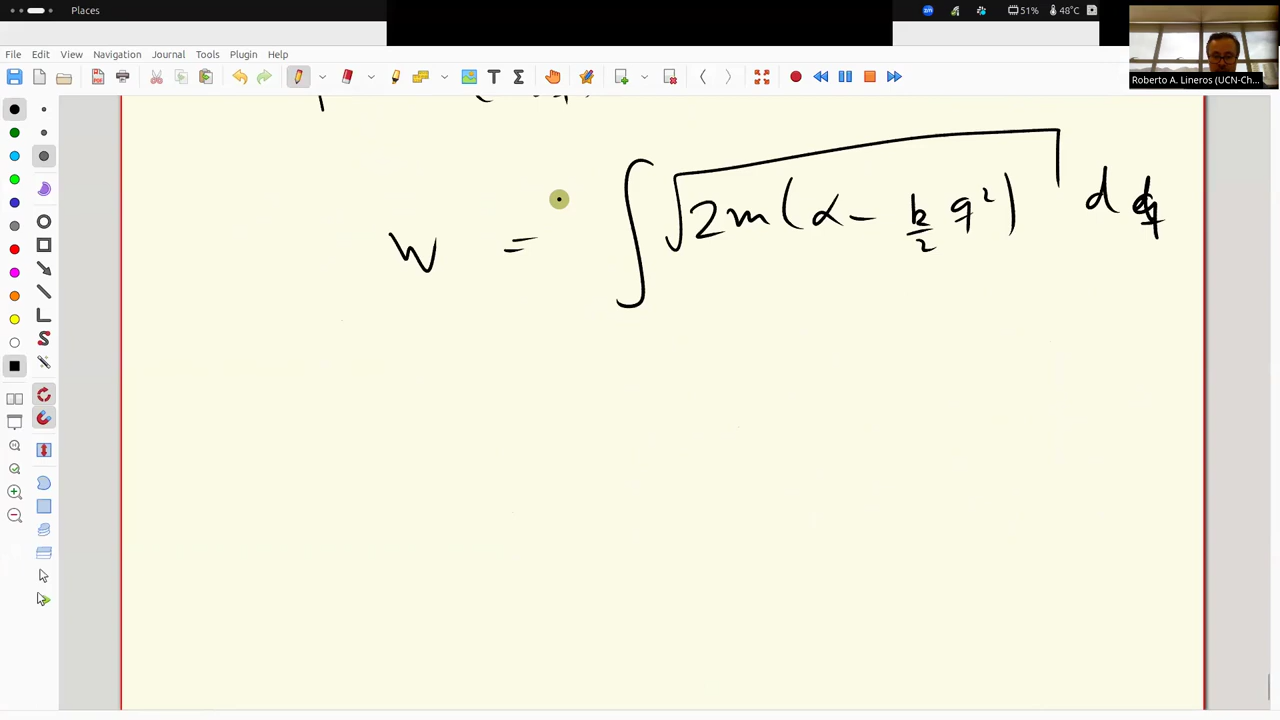 Places
51% 48°C
Roberto A. Lineros (UCN-Ch...
File Edit View Navigation Journal Tools Plugin Help
W = ∫ √2m(α - k/2 q²) dq